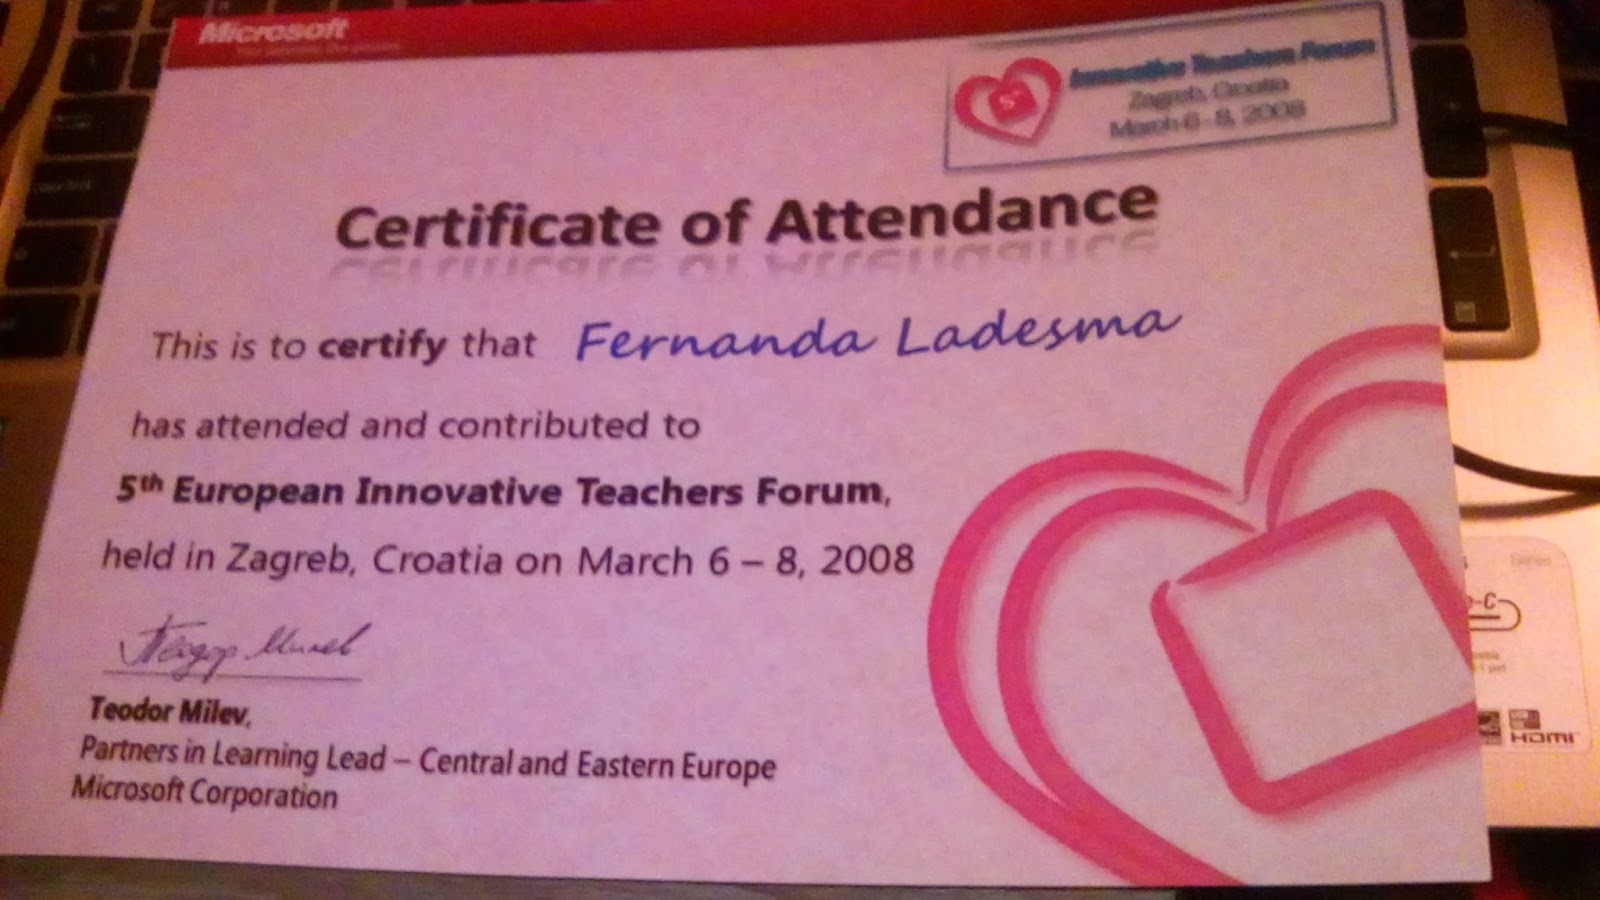 Microsoft
Innovative Teachers Forum
Zagreb, Croatia
March 6 - 8, 2008
5th
Certificate of Attendance
This is to certify that Fernanda Ladesma
has attended and contributed to
5th European Innovative Teachers Forum,
held in Zagreb, Croatia on March 6 – 8, 2008
Teodor Milev,
Partners in Learning Lead – Central and Eastern Europe
Microsoft Corporation
HDMI